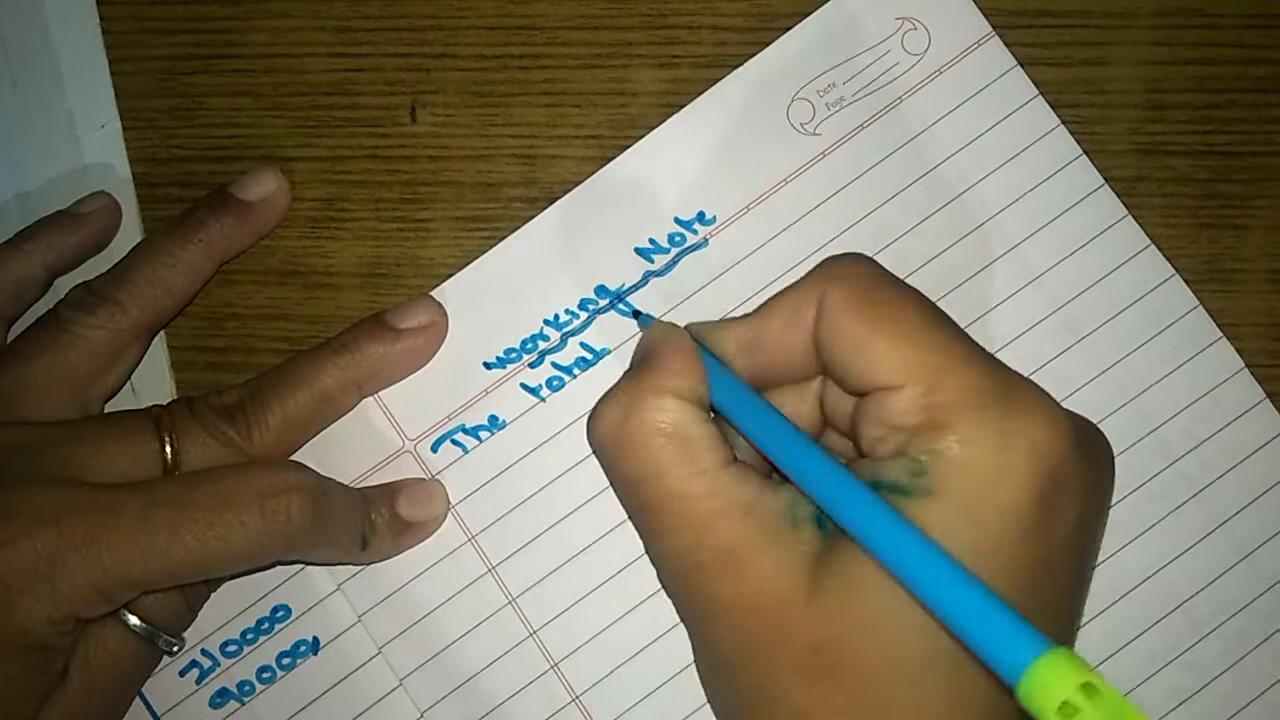 Date
Page
working Note
The total
210000
90000,